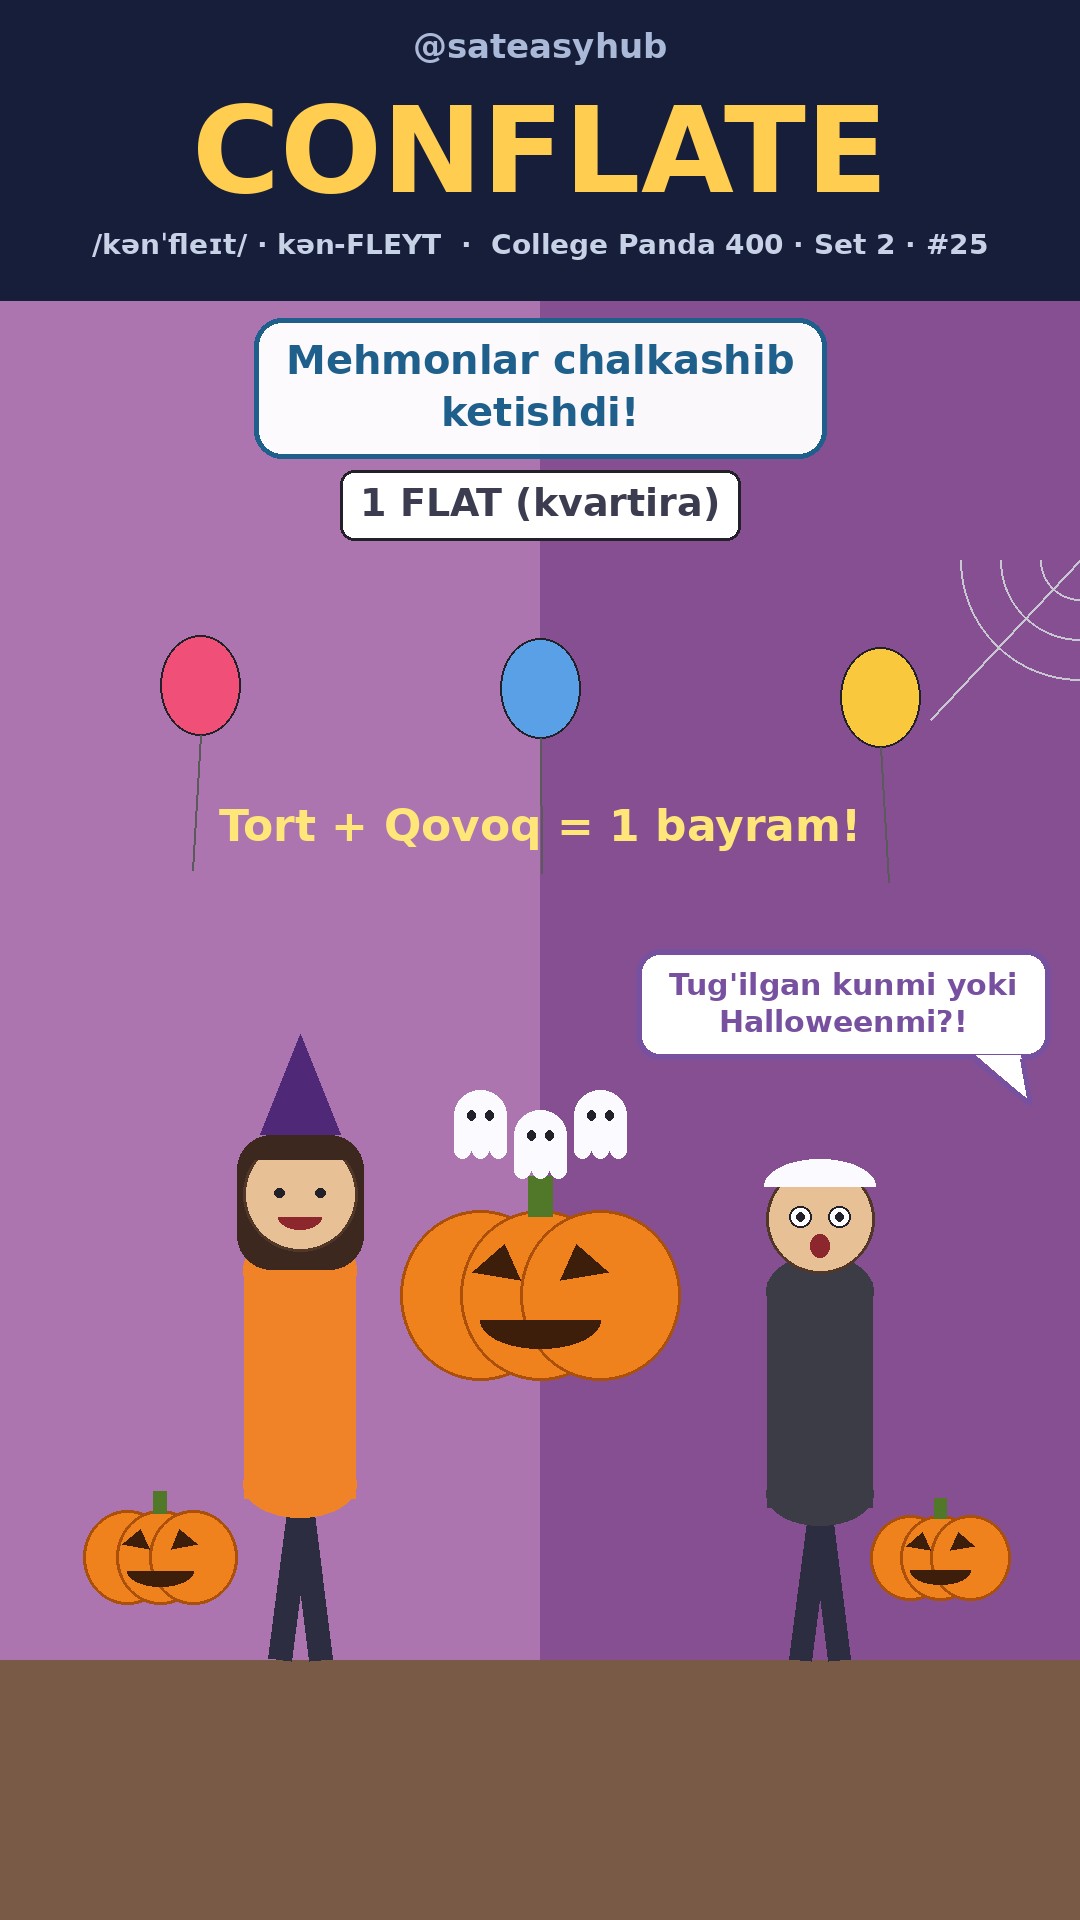 @sateasyhub
CONFLATE
/kənˈfleɪt/ · kən-FLEYT · College Panda 400 · Set 2 · #25
Mehmonlar chalkashib
ketishdi!
1 FLAT (kvartira)
Tort + Qovoq = 1 bayram!
Tug'ilgan kunmi yoki
Halloweenmi?!